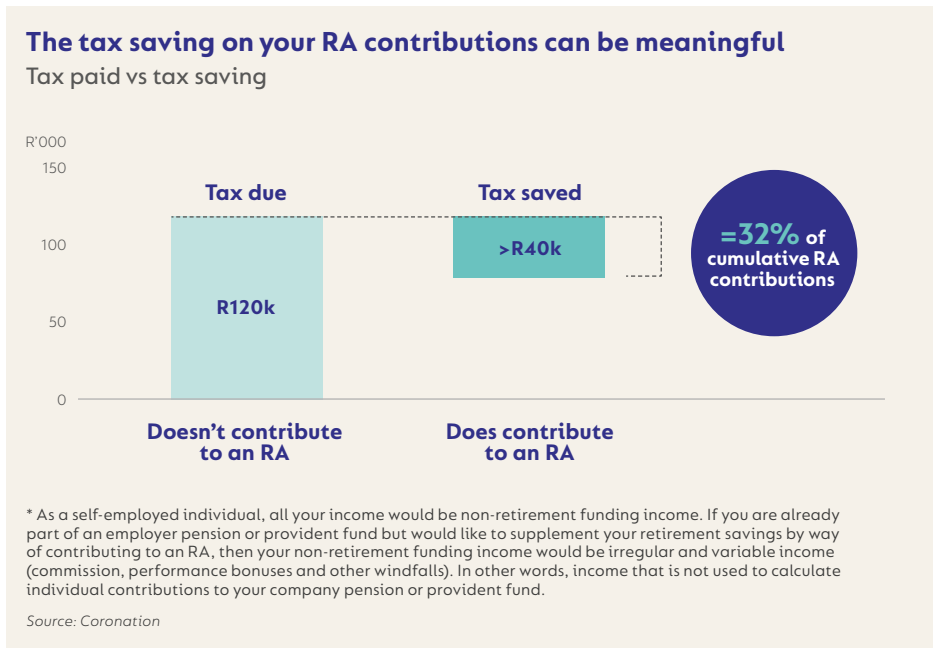 The tax saving on your RA contributions can be meaningful
Tax paid vs tax saving
R’000
150
100
50
0
Tax due
R120k
Tax saved
>R40k
=32% of
cumulative RA
contributions
Doesn’t contribute
to an RA
Does contribute
to an RA
* As a self-employed individual, all your income would be non-retirement funding income. If you are already
part of an employer pension or provident fund but would like to supplement your retirement savings by way
of contributing to an RA, then your non-retirement funding income would be irregular and variable income
(commission, performance bonuses and other windfalls). In other words, income that is not used to calculate
individual contributions to your company pension or provident fund.
Source: Coronation